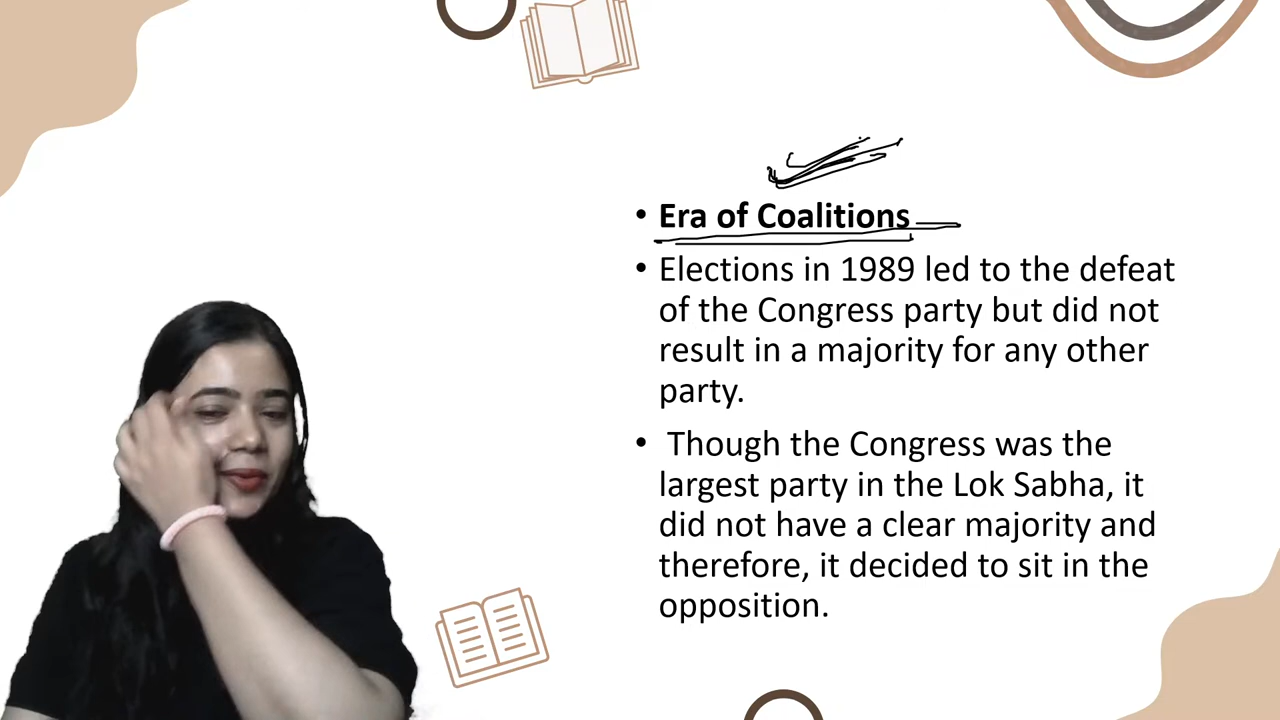 • Era of Coalitions
• Elections in 1989 led to the defeat
of the Congress party but did not
result in a majority for any other
party.
• Though the Congress was the
largest party in the Lok Sabha, it
did not have a clear majority and
therefore, it decided to sit in the
opposition.